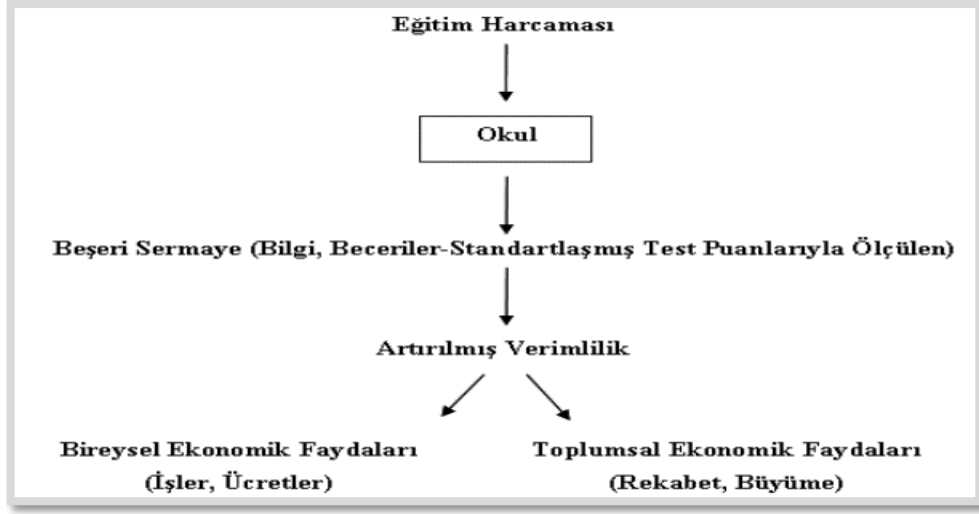 Eğitim Harcaması
Okul
Beşeri Sermaye (Bilgi, Beceriler-Standartlaşmış Test Puanlarıyla Ölçülen)
Artırılmış Verimlilik
Bireysel Ekonomik Faydaları
(İşler, Ücretler)
Toplumsal Ekonomik Faydaları
(Rekabet, Büyüme)